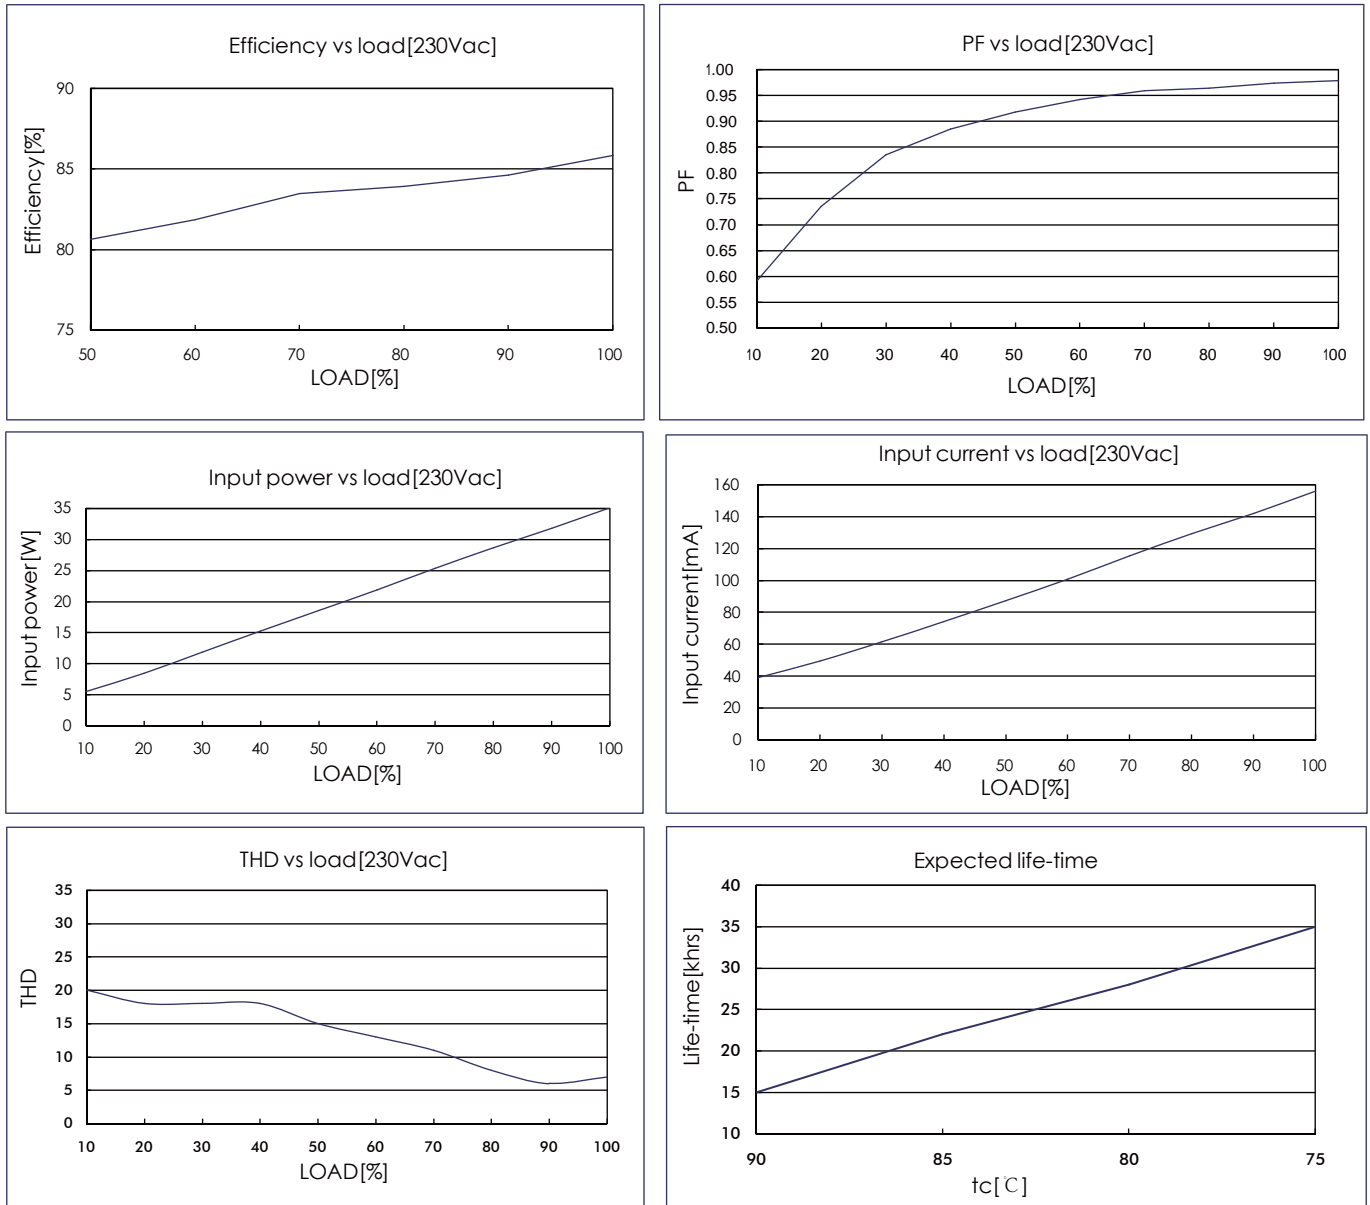 Efficiency vs load[230Vac]
Efficiency[%]
90
85
80
75
50 60 70 80 90 100
LOAD[%]
PF vs load[230Vac]
PF
1.00
0.95
0.90
0.85
0.80
0.75
0.70
0.65
0.60
0.55
0.50
10 20 30 40 50 60 70 80 90 100
LOAD[%]
Input power vs load[230Vac]
Input power[W]
35
30
25
20
15
10
5
0
10 20 30 40 50 60 70 80 90 100
LOAD[%]
Input current vs load[230Vac]
Input current[mA]
160
140
120
100
80
60
40
20
0
10 20 30 40 50 60 70 80 90 100
LOAD[%]
THD vs load[230Vac]
THD
35
30
25
20
15
10
5
0
10 20 30 40 50 60 70 80 90 100
LOAD[%]
Expected life-time
Life-time[khrs]
40
35
30
25
20
15
10
90 85 80 75
tc[℃]